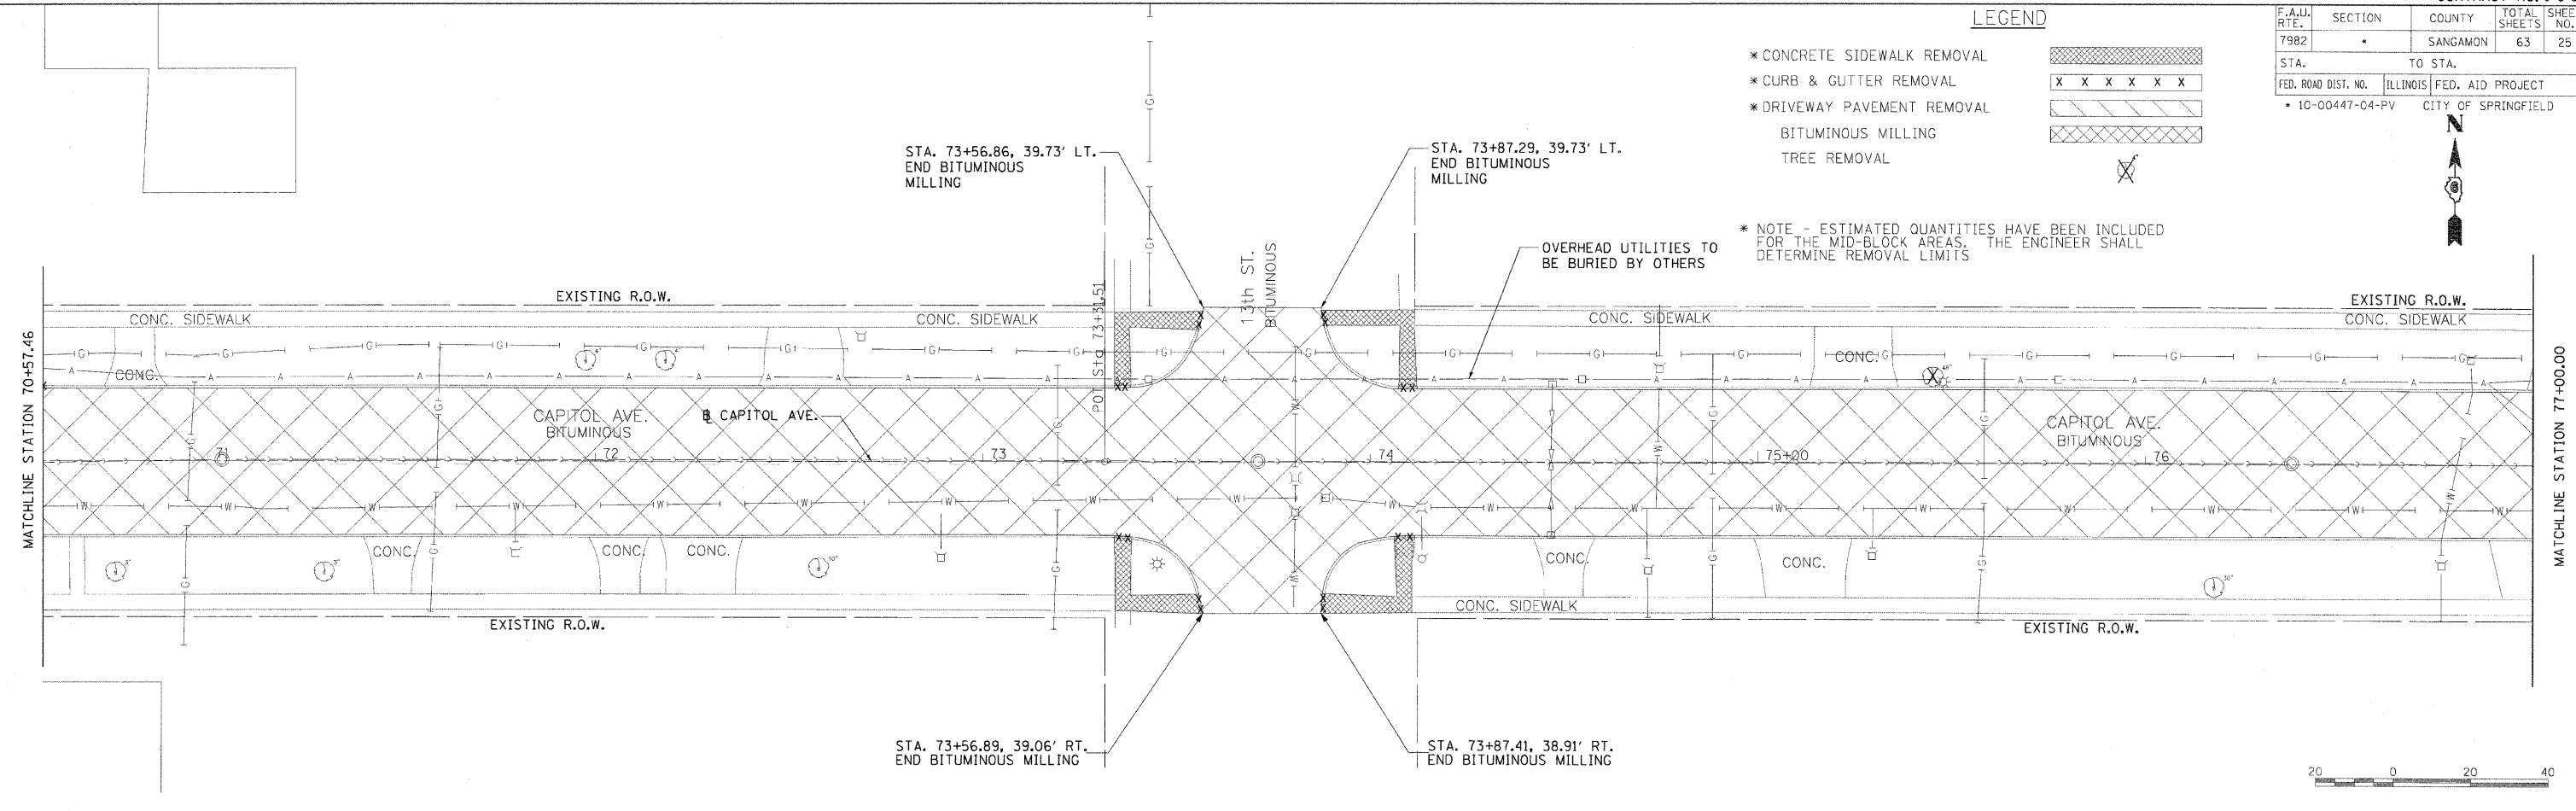 LEGEND
* CONCRETE SIDEWALK REMOVAL
* CURB & GUTTER REMOVAL
X X X X X X
* DRIVEWAY PAVEMENT REMOVAL
BITUMINOUS MILLING
TREE REMOVAL
* NOTE - ESTIMATED QUANTITIES HAVE BEEN INCLUDED
FOR THE MID-BLOCK AREAS. THE ENGINEER SHALL
DETERMINE REMOVAL LIMITS
F.A.U. RTE. SECTION COUNTY TOTAL SHEETS
7982 * SANGAMON 63 25
STA. TO STA.
FED. ROAD DIST. NO. ILLINOIS FED. AID PROJECT
* 10-00447-04-PV CITY OF SPRINGFIELD
N
STA. 73+56.86, 39.73' LT.
END BITUMINOUS
MILLING
STA. 73+87.29, 39.73' LT.
END BITUMINOUS
MILLING
OVERHEAD UTILITIES TO
BE BURIED BY OTHERS
13th ST.
BITUMINOUS
POT Sta 73+31.51
EXISTING R.O.W.
EXISTING R.O.W.
CONC. SIDEWALK
CONC. SIDEWALK
CONC. SIDEWALK
CONC. SIDEWALK
MATCHLINE STATION 70+57.46
MATCHLINE STATION 77+00.00
CONC.
CONC.
CAPITOL AVE.
BITUMINOUS
CAPITOL AVE.
CAPITOL AVE.
BITUMINOUS
71
72
73
74
75+00
76
CONC.
CONC.
CONC.
CONC.
CONC.
CONC. SIDEWALK
EXISTING R.O.W.
EXISTING R.O.W.
STA. 73+56.89, 39.06' RT.
END BITUMINOUS MILLING
STA. 73+87.41, 38.91' RT.
END BITUMINOUS MILLING
20 0 20 40